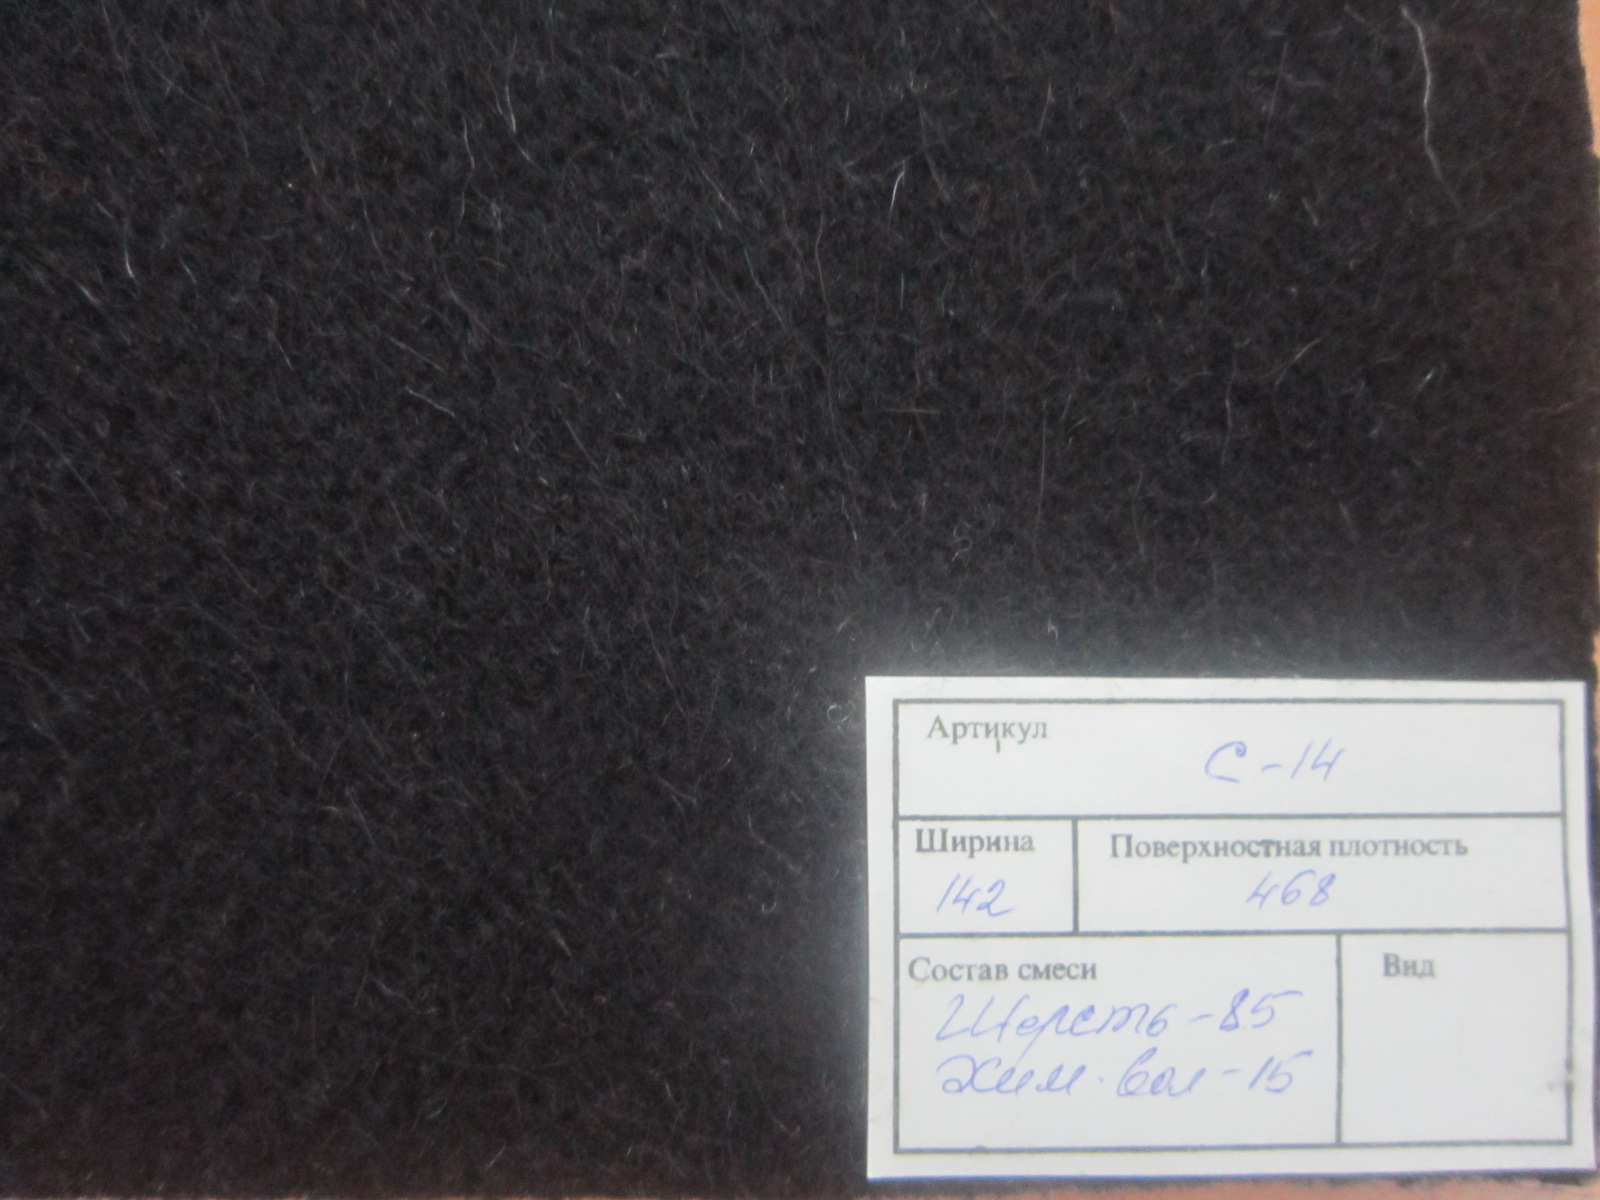 Артикул
С-14
Ширина
Поверхностная плотность
142
468
Состав смеси
Вид
Шерсть-85
Хим. вол-15